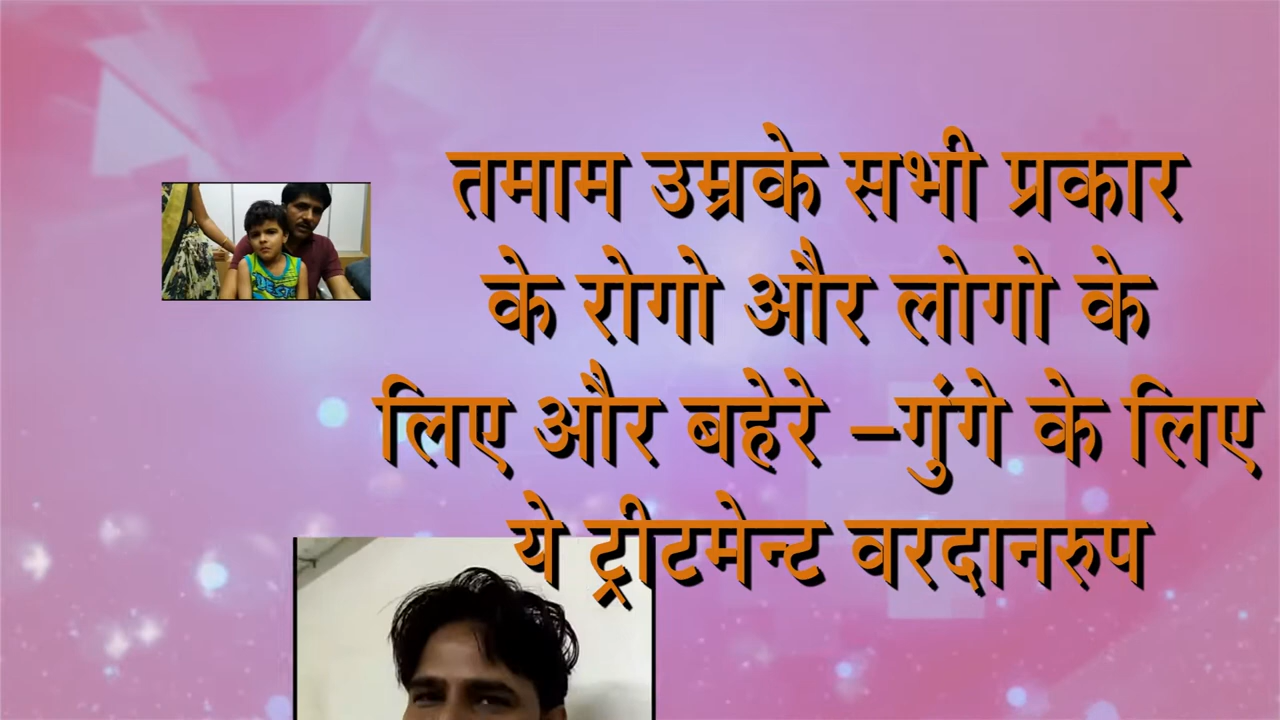 तमाम उम्रके सभी प्रकार
के रोगो और लोगो के
लिए और बहेरे –गुंगे के लिए
ये ट्रीटमेन्ट वरदानरुप